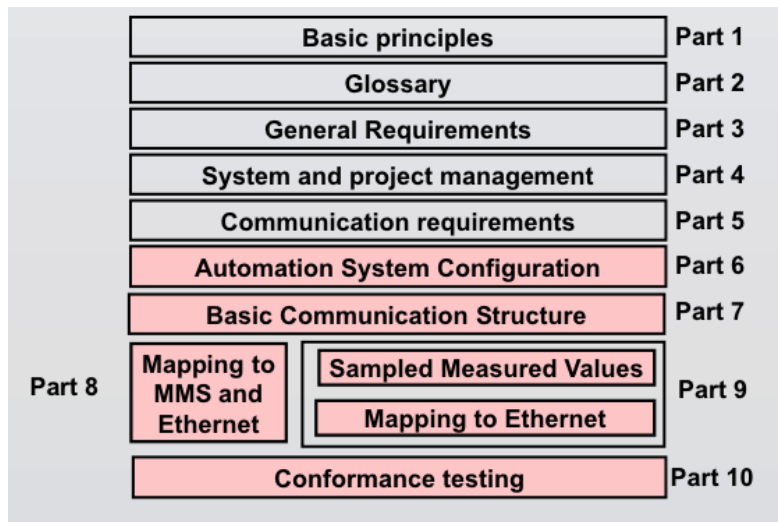 Basic principles Part 1
Glossary Part 2
General Requirements Part 3
System and project management Part 4
Communication requirements Part 5
Automation System Configuration Part 6
Basic Communication Structure Part 7
Part 8
Mapping to
MMS and
Ethernet
Sampled Measured Values
Mapping to Ethernet
Part 9
Conformance testing Part 10